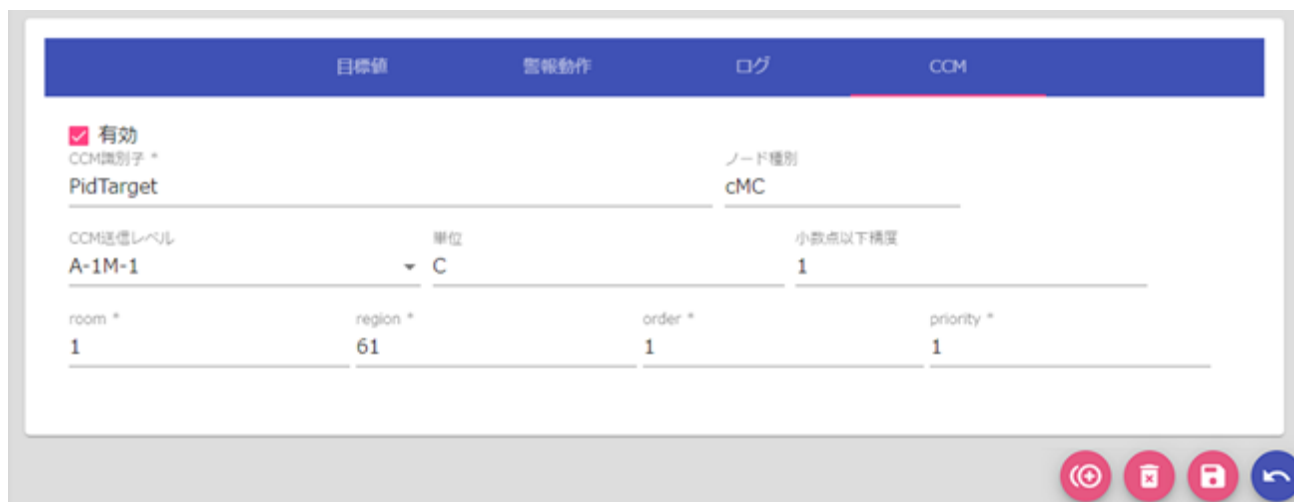 目標値 警報動作 ログ CCM
有効
CCM識別子 * ノード種別
PidTarget cMC
CCM送信レベル 単位 小数点以下精度
A-1M-1 C 1
room * region * order * priority *
1 61 1 1